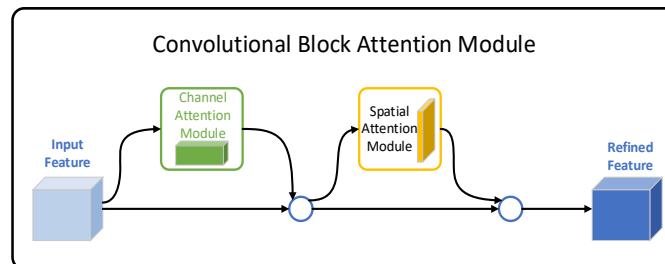 Convolutional Block Attention Module
Channel
Attention
Module
Spatial
Attention
Module
Input
Feature
Refined
Feature